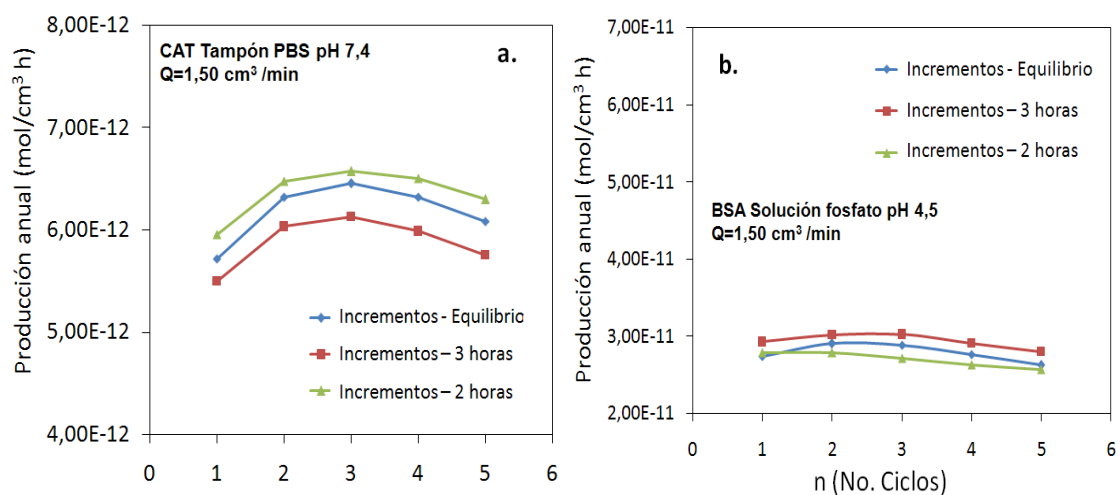 8,00E-12
7,00E-12
6,00E-12
5,00E-12
4,00E-12
Producción anual (mol/cm³ h)
CAT Tampón PBS pH 7,4
Q=1,50 cm³ /min
a.
Incrementos - Equilibrio
Incrementos – 3 horas
Incrementos – 2 horas
0 1 2 3 4 5 6
7,00E-11
6,00E-11
5,00E-11
4,00E-11
3,00E-11
2,00E-11
Producción anual (mol/cm³ h)
b.
Incrementos - Equilibrio
Incrementos – 3 horas
Incrementos – 2 horas
BSA Solución fosfato pH 4,5
Q=1,50 cm³ /min
0 1 2 3 4 5 6
n (No. Ciclos)